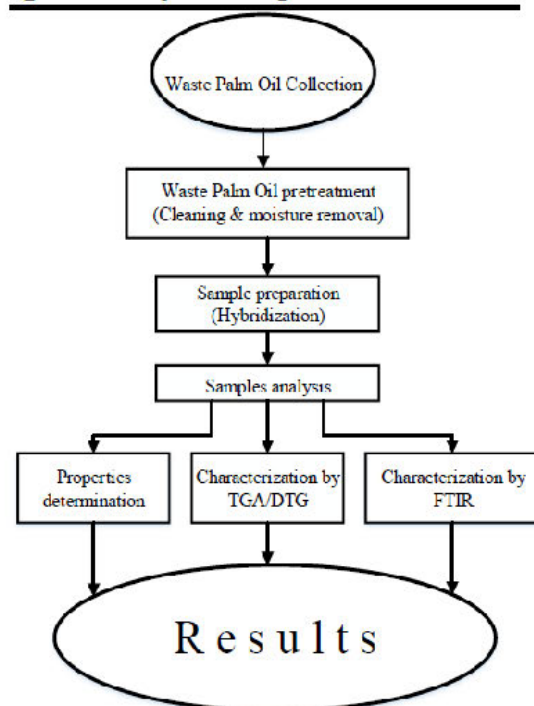 Waste Palm Oil Collection
Waste Palm Oil pretreatment
(Cleaning & moisture removal)
Sample preparation
(Hybridization)
Samples analysis
Properties
determination
Characterization by
TGA/DTG
Characterization by
FTIR
Results